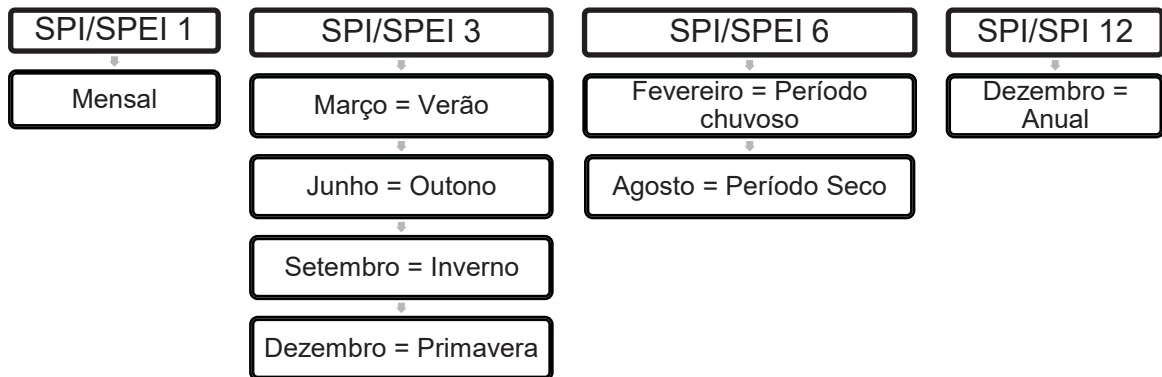 SPI/SPEI 1
Mensal
SPI/SPEI 3
Março = Verão
Junho = Outono
Setembro = Inverno
Dezembro = Primavera
SPI/SPEI 6
Fevereiro = Período
chuvoso
Agosto = Período Seco
SPI/SPI 12
Dezembro =
Anual